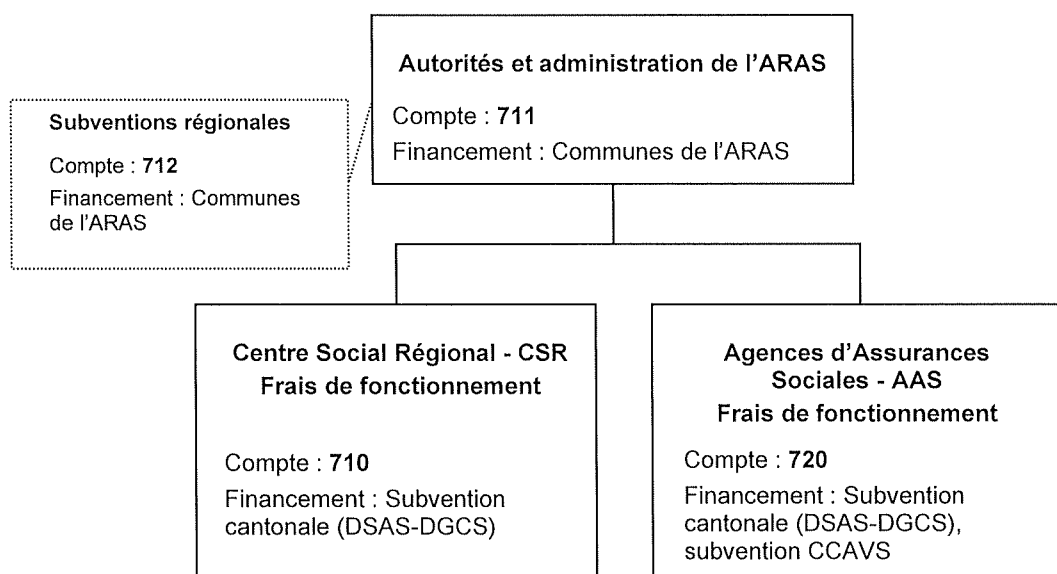 Autorités et administration de l'ARAS
Compte : 711
Financement : Communes de l'ARAS
Subventions régionales
Compte : 712
Financement : Communes
de l'ARAS
Centre Social Régional - CSR
Frais de fonctionnement
Compte : 710
Financement : Subvention
cantonale (DSAS-DGCS)
Agences d'Assurances
Sociales - AAS
Frais de fonctionnement
Compte : 720
Financement : Subvention
cantonale (DSAS-DGCS),
subvention CCAVS